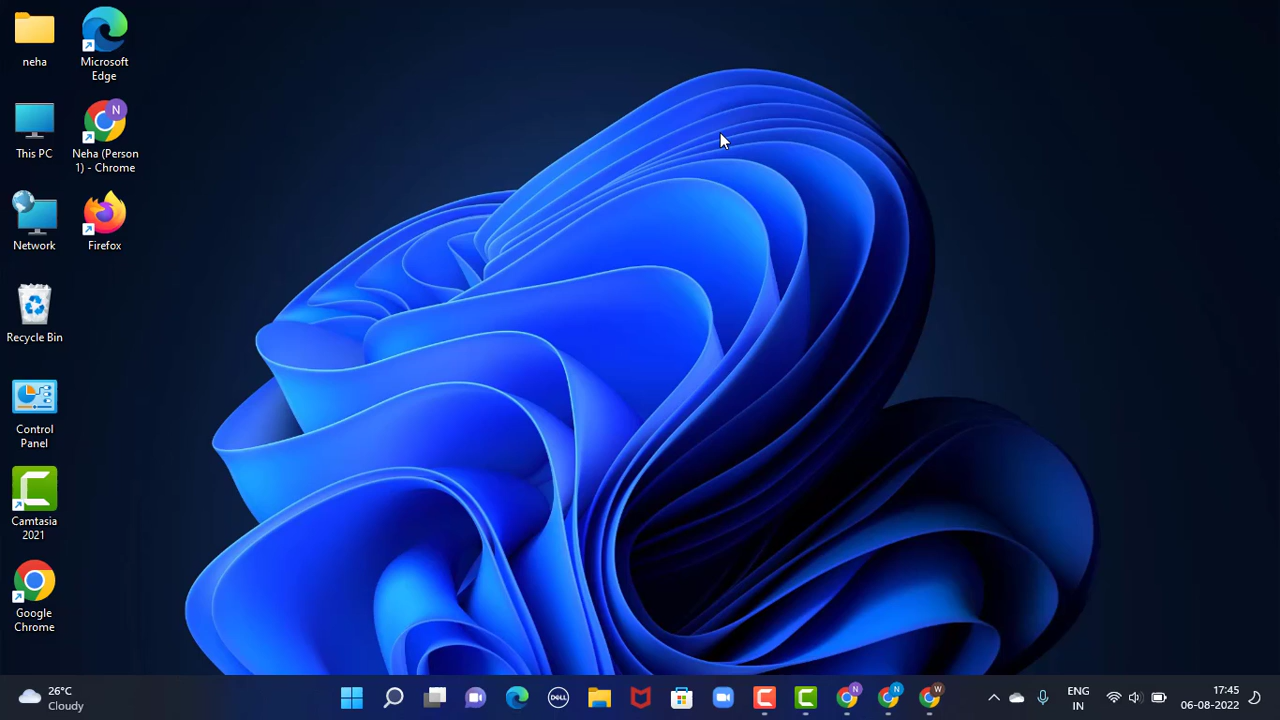 neha
Microsoft
Edge
This PC
N
Neha (Person
1) - Chrome
Network
Firefox
Recycle Bin
Control
Panel
Camtasia
2021
Google
Chrome
26°C
Cloudy
DELL
N
N
W
ENG
IN
17:45
06-08-2022